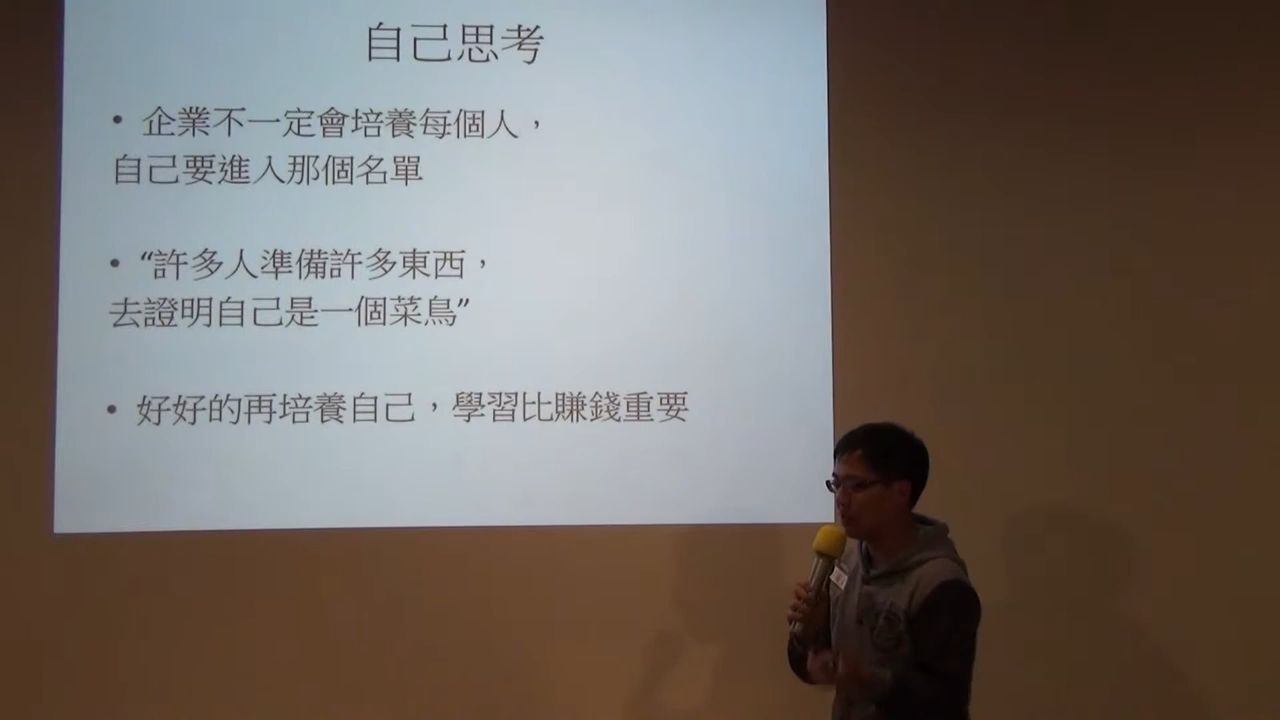 自己思考
• 企業不一定會培養每個人，
自己要進入那個名單
• “許多人準備許多東西，
去證明自己是一個菜鳥”
• 好好的再培養自己，學習比賺錢重要